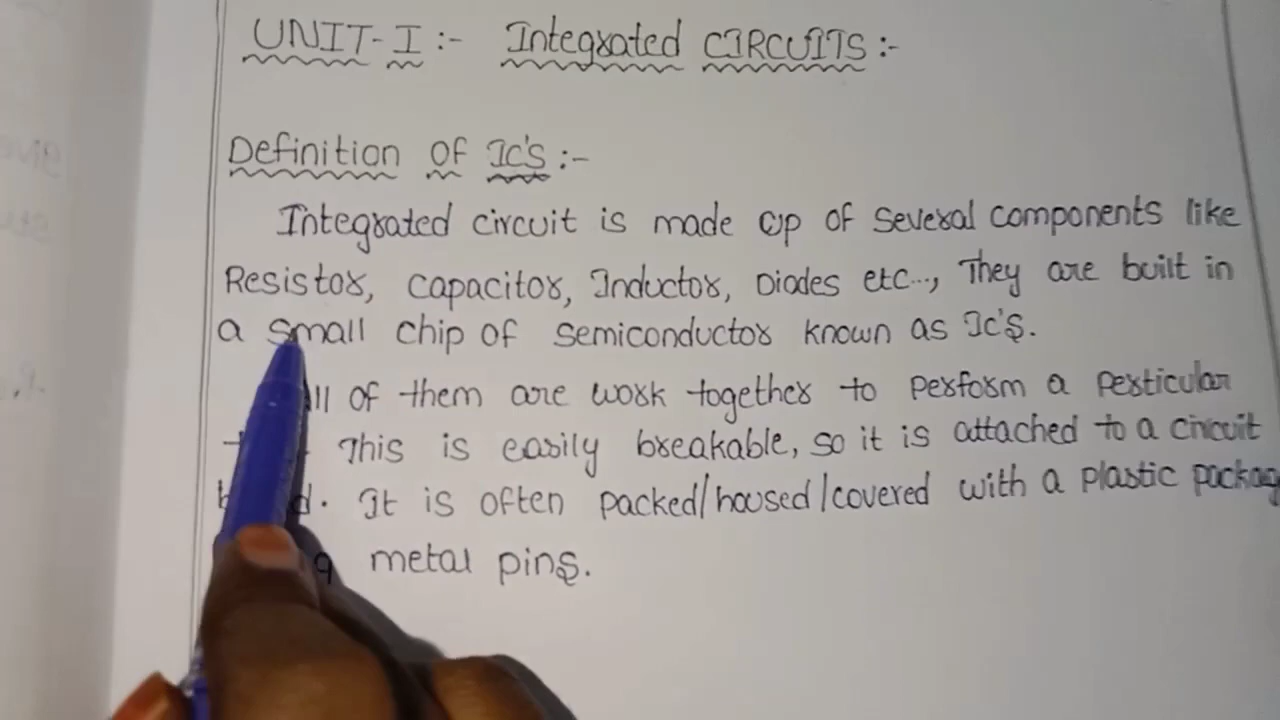 UNIT-I :- Integrated CIRCUITS :-
Definition of Ic's :-
Integrated circuit is made up of several components like
Resistor, capacitor, Inductor, Diodes etc..., They are built in
a small chip of semiconductor known as Ic's.
All of them are work together to perform a perticular
This is easily breakable, so it is attached to a circuit
It is often packed/housed/covered with a plastic packag
metal pins.